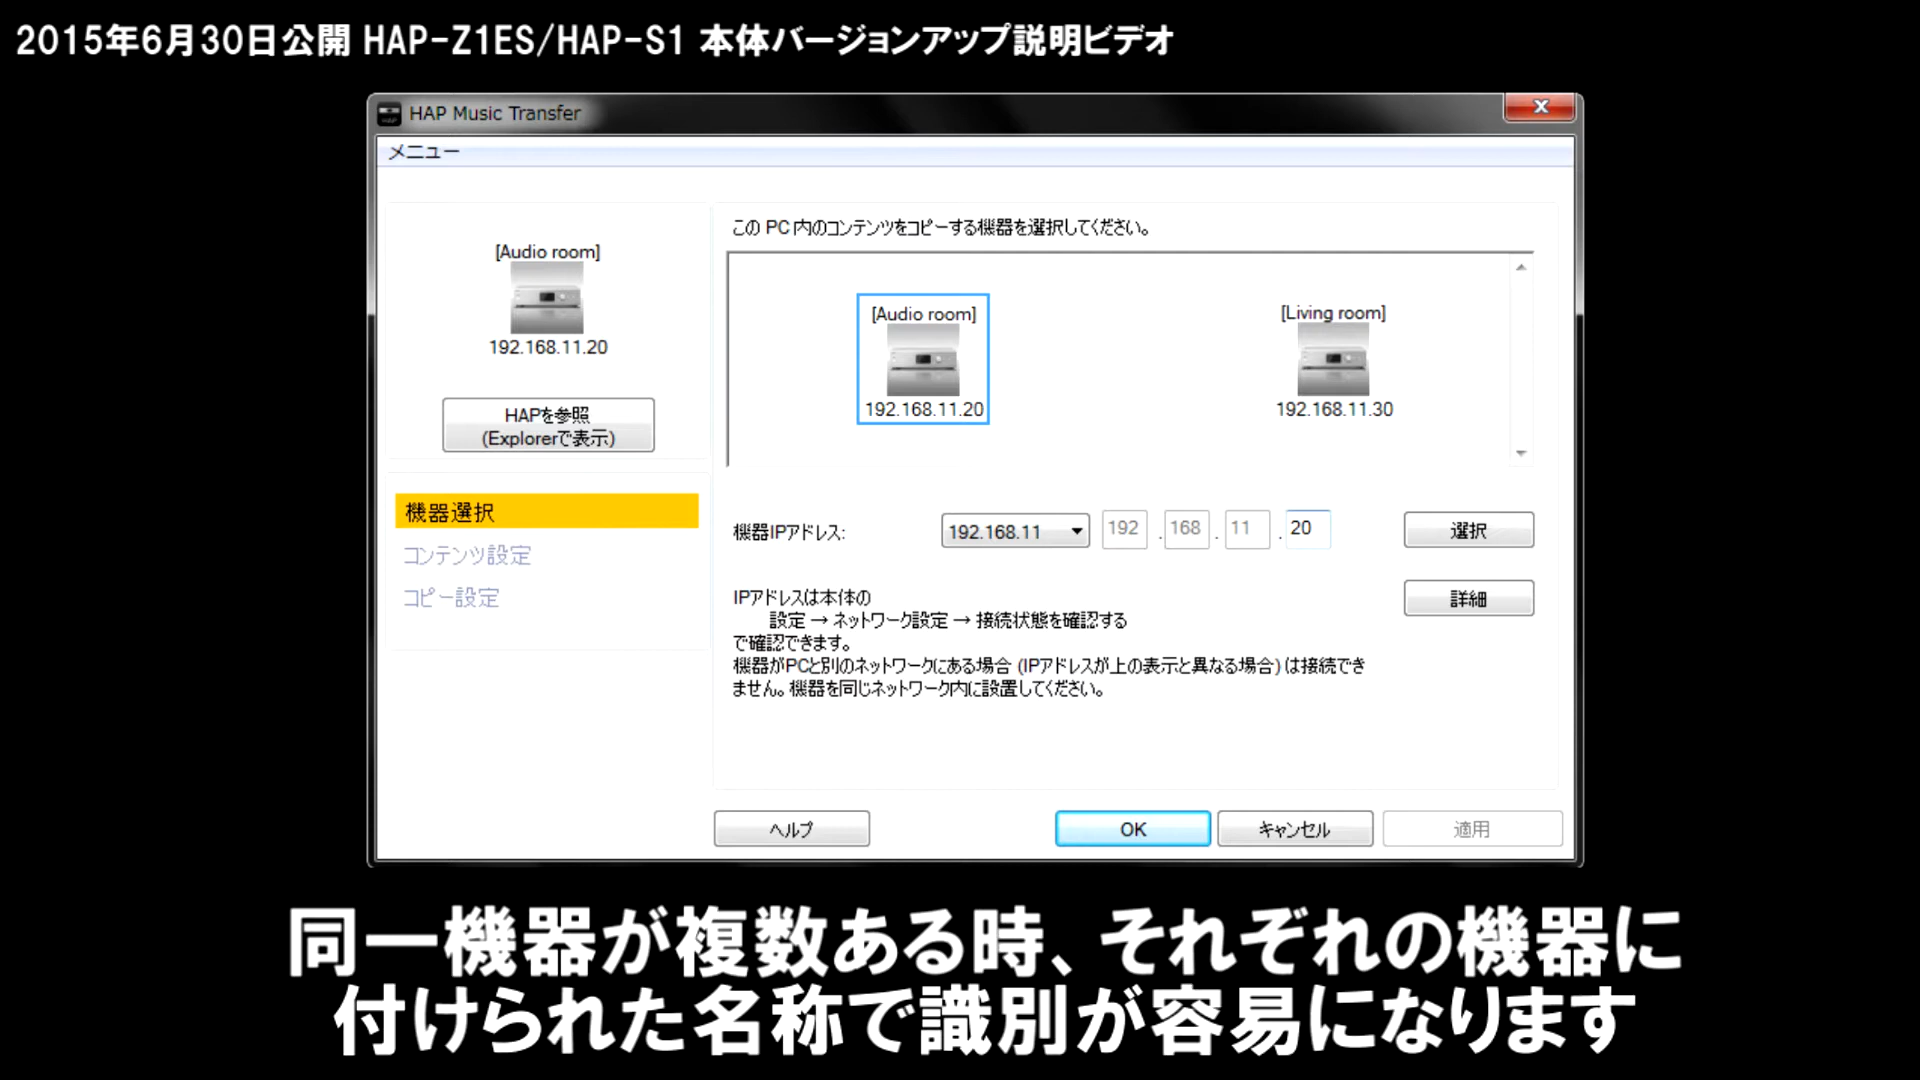 2015年6月30日公開 HAP-Z1ES/HAP-S1 本体バージョンアップ説明ビデオ
HAP Music Transfer
X
メニュー
[Audio room]
192.168.11.20
HAPを参照
(Explorerで表示)
機器選択
コンテンツ設定
コピー設定
この PC 内のコンテンツをコピーする機器を選択してください。
[Audio room]
192.168.11.20
[Living room]
192.168.11.30
機器IPアドレス:
192.168.11
192 . 168 . 11 . 20
選択
IPアドレスは本体の
設定 → ネットワーク設定 → 接続状態を確認する
で確認できます。
機器がPCと別のネットワークにある場合 (IPアドレスが上の表示と異なる場合) は接続でき
ません。機器を同じネットワーク内に設置してください。
詳細
ヘルプ
OK
キャンセル
適用
同一機器が複数ある時、それぞれの機器に
付けられた名称で識別が容易になります